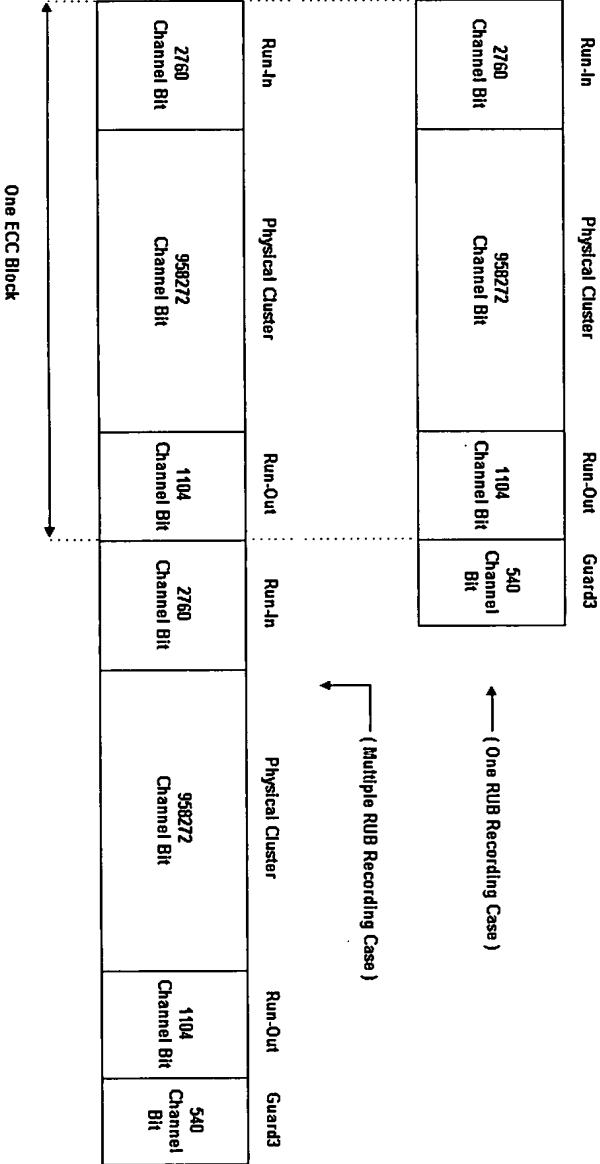 Run-In
Physical Cluster
Run-Out
Guard3
2760
Channel Bit
958272
Channel Bit
1104
Channel Bit
540
Channel
Bit
( One RUB Recording Case )
( Multiple RUB Recording Case )
Run-In
Physical Cluster
Run-Out
Run-In
Physical Cluster
Run-Out
Guard3
2760
Channel Bit
958272
Channel Bit
1104
Channel Bit
2760
Channel Bit
958272
Channel Bit
1104
Channel Bit
540
Channel
Bit
One ECC Block